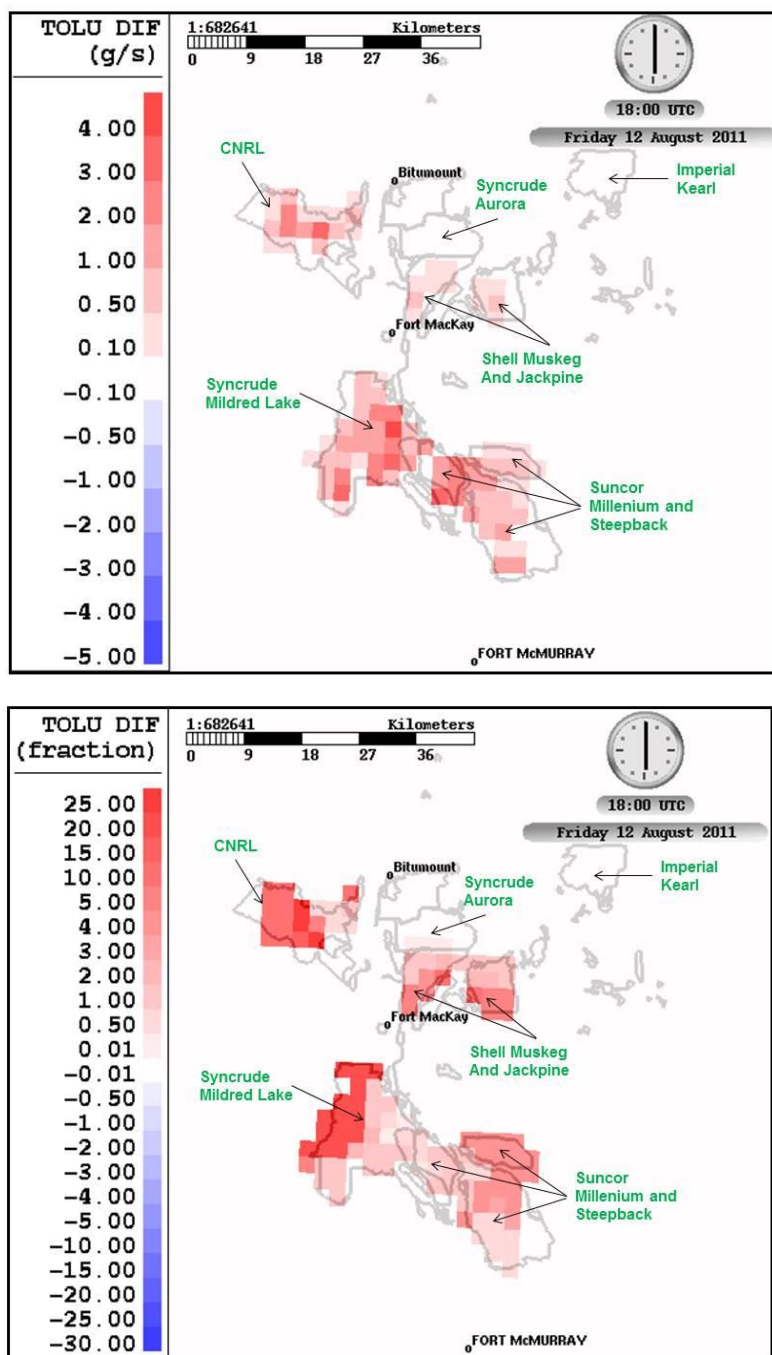 TOLU DIF
(g/s)
4.00
3.00
2.00
1.00
0.50
0.10
-0.10
-0.50
-1.00
-2.00
-3.00
-4.00
-5.00
1:682641 Kilometers
0 9 18 27 36
18:00 UTC
Friday 12 August 2011
CNRL
Bitumount
Syncrude
Aurora
Imperial
Kearl
Fort MacKay
Shell Muskeg
And Jackpine
Syncrude
Mildred Lake
Suncor
Millenium and
Steepback
FORT McMURRAY
TOLU DIF
(fraction)
25.00
20.00
15.00
10.00
5.00
4.00
3.00
2.00
1.00
0.50
0.01
-0.01
-0.50
-1.00
-2.00
-3.00
-4.00
-5.00
-10.00
-15.00
-20.00
-25.00
-30.00
1:682641 Kilometers
0 9 18 27 36
18:00 UTC
Friday 12 August 2011
CNRL
Bitumount
Syncrude
Aurora
Imperial
Kearl
Fort MacKay
Shell Muskeg
And Jackpine
Syncrude
Mildred Lake
Suncor
Millenium and
Steepback
FORT McMURRAY